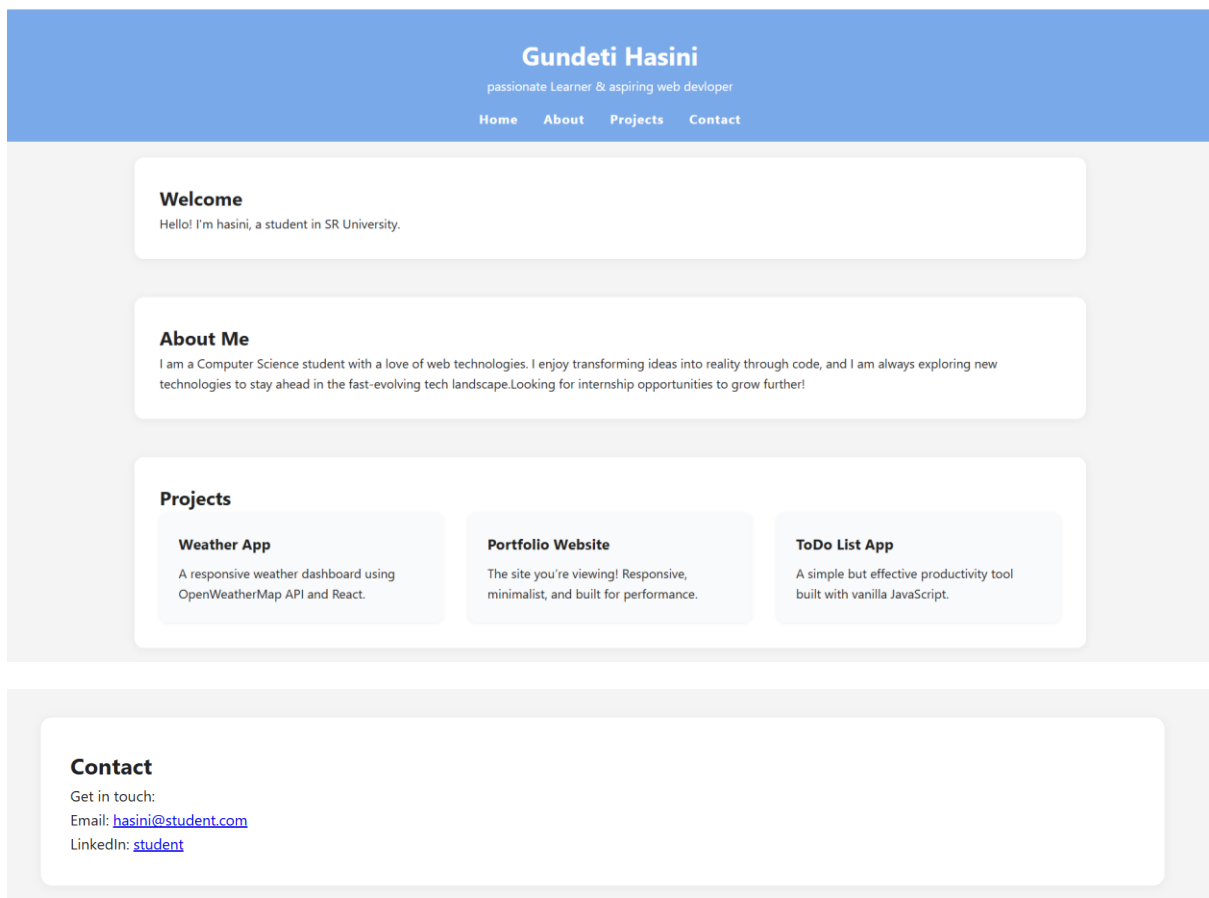 Gundeti Hasini
passionate Learner & aspiring web devloper
Home About Projects Contact
Welcome
Hello! I'm hasini, a student in SR University.
About Me
I am a Computer Science student with a love of web technologies. I enjoy transforming ideas into reality through code, and I am always exploring new
technologies to stay ahead in the fast-evolving tech landscape.Looking for internship opportunities to grow further!
Projects
Weather App
A responsive weather dashboard using
OpenWeatherMap API and React.
Portfolio Website
The site you're viewing! Responsive,
minimalist, and built for performance.
ToDo List App
A simple but effective productivity tool
built with vanilla JavaScript.
Contact
Get in touch:
Email: hasini@student.com
LinkedIn: student